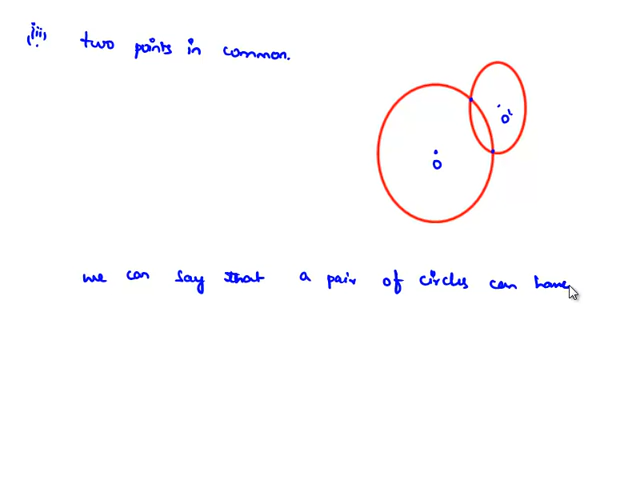 (iii) two points in common.
O'
O
we can say that a pair of circles can have